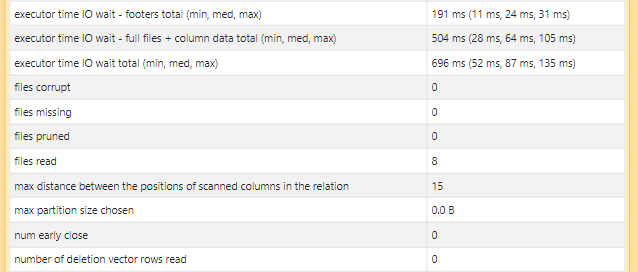 executor time IO wait - footers total (min, med, max) 191 ms (11 ms, 24 ms, 31 ms)
executor time IO wait - full files + column data total (min, med, max) 504 ms (28 ms, 64 ms, 105 ms)
executor time IO wait total (min, med, max) 696 ms (52 ms, 87 ms, 135 ms)
files corrupt 0
files missing 0
files pruned 0
files read 8
max distance between the positions of scanned columns in the relation 15
max partition size chosen 0.0 B
num early close 0
number of deletion vector rows read 0